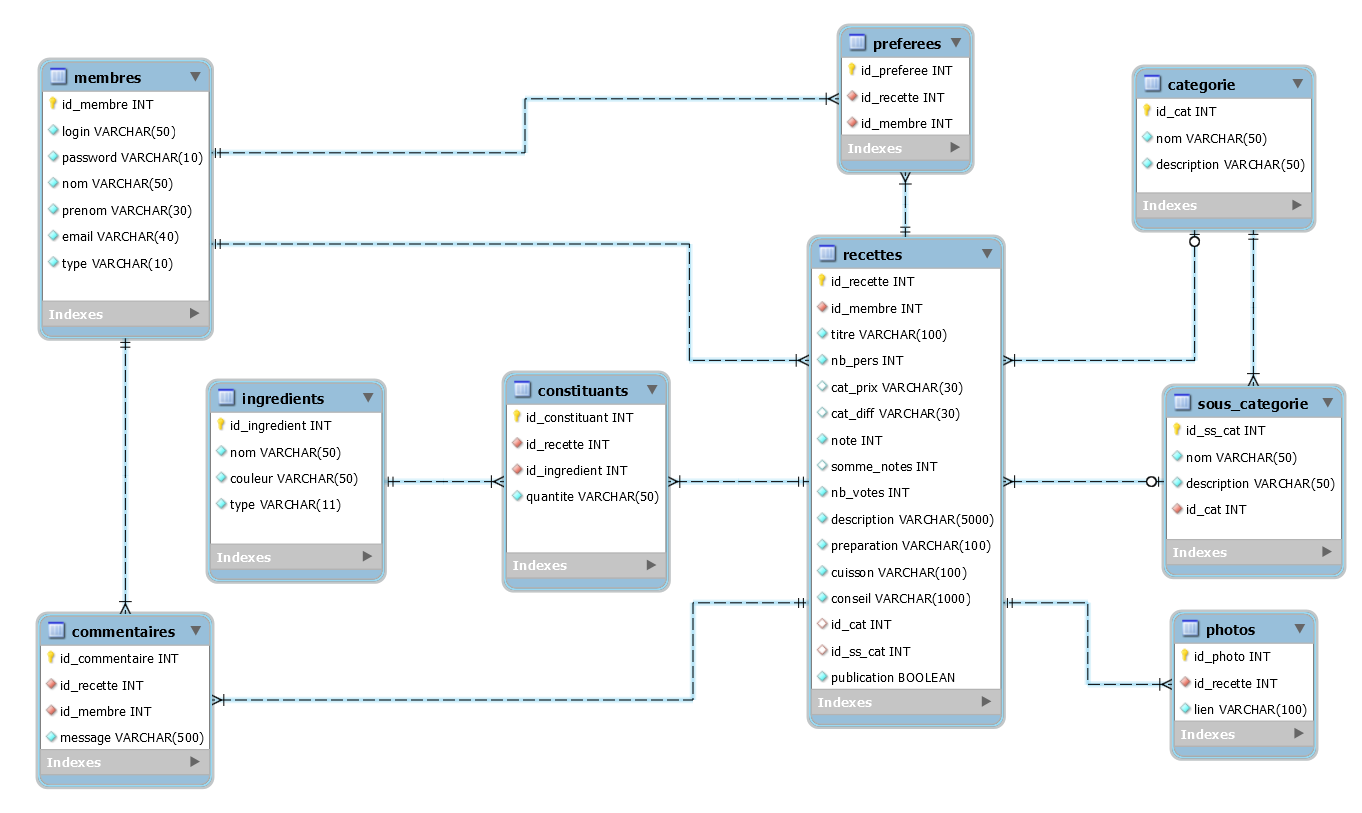 membres
id_membre INT
login VARCHAR(50)
password VARCHAR(10)
nom VARCHAR(50)
prenom VARCHAR(30)
email VARCHAR(40)
type VARCHAR(10)
Indexes
preferees
id_preferee INT
id_recette INT
id_membre INT
Indexes
categorie
id_cat INT
nom VARCHAR(50)
description VARCHAR(50)
Indexes
recettes
id_recette INT
id_membre INT
titre VARCHAR(100)
nb_pers INT
cat_prix VARCHAR(30)
cat_diff VARCHAR(30)
note INT
somme_notes INT
nb_votes INT
description VARCHAR(5000)
preparation VARCHAR(100)
cuisson VARCHAR(100)
conseil VARCHAR(1000)
id_cat INT
id_ss_cat INT
publication BOOLEAN
Indexes
ingredients
id_ingredient INT
nom VARCHAR(50)
couleur VARCHAR(50)
type VARCHAR(11)
Indexes
constituants
id_constituant INT
id_recette INT
id_ingredient INT
quantite VARCHAR(50)
Indexes
sous_categorie
id_ss_cat INT
nom VARCHAR(50)
description VARCHAR(50)
id_cat INT
Indexes
commentaires
id_commentaire INT
id_recette INT
id_membre INT
message VARCHAR(500)
Indexes
photos
id_photo INT
id_recette INT
lien VARCHAR(100)
Indexes